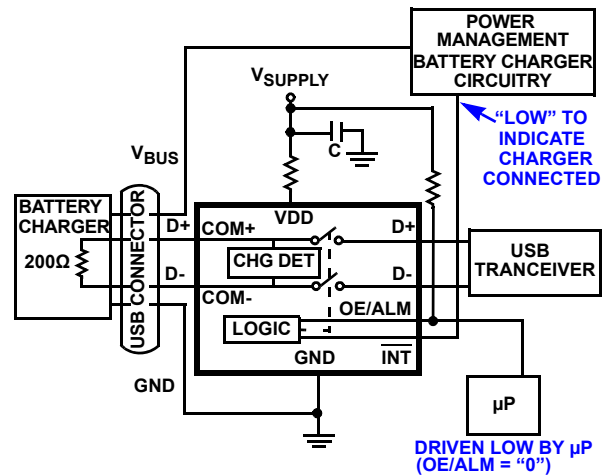 POWER
MANAGEMENT
BATTERY CHARGER
CIRCUITRY
VSUPPLY
"LOW" TO
INDICATE
CHARGER
CONNECTED
C
VBUS
BATTERY
CHARGER
200Ω
USB CONNECTOR
D+
D-
GND
VDD
COM+
COM-
CHG DET
LOGIC
GND
D+
D-
OE/ALM
INT
USB
TRANCEIVER
µP
DRIVEN LOW BY µP
(OE/ALM = "0")